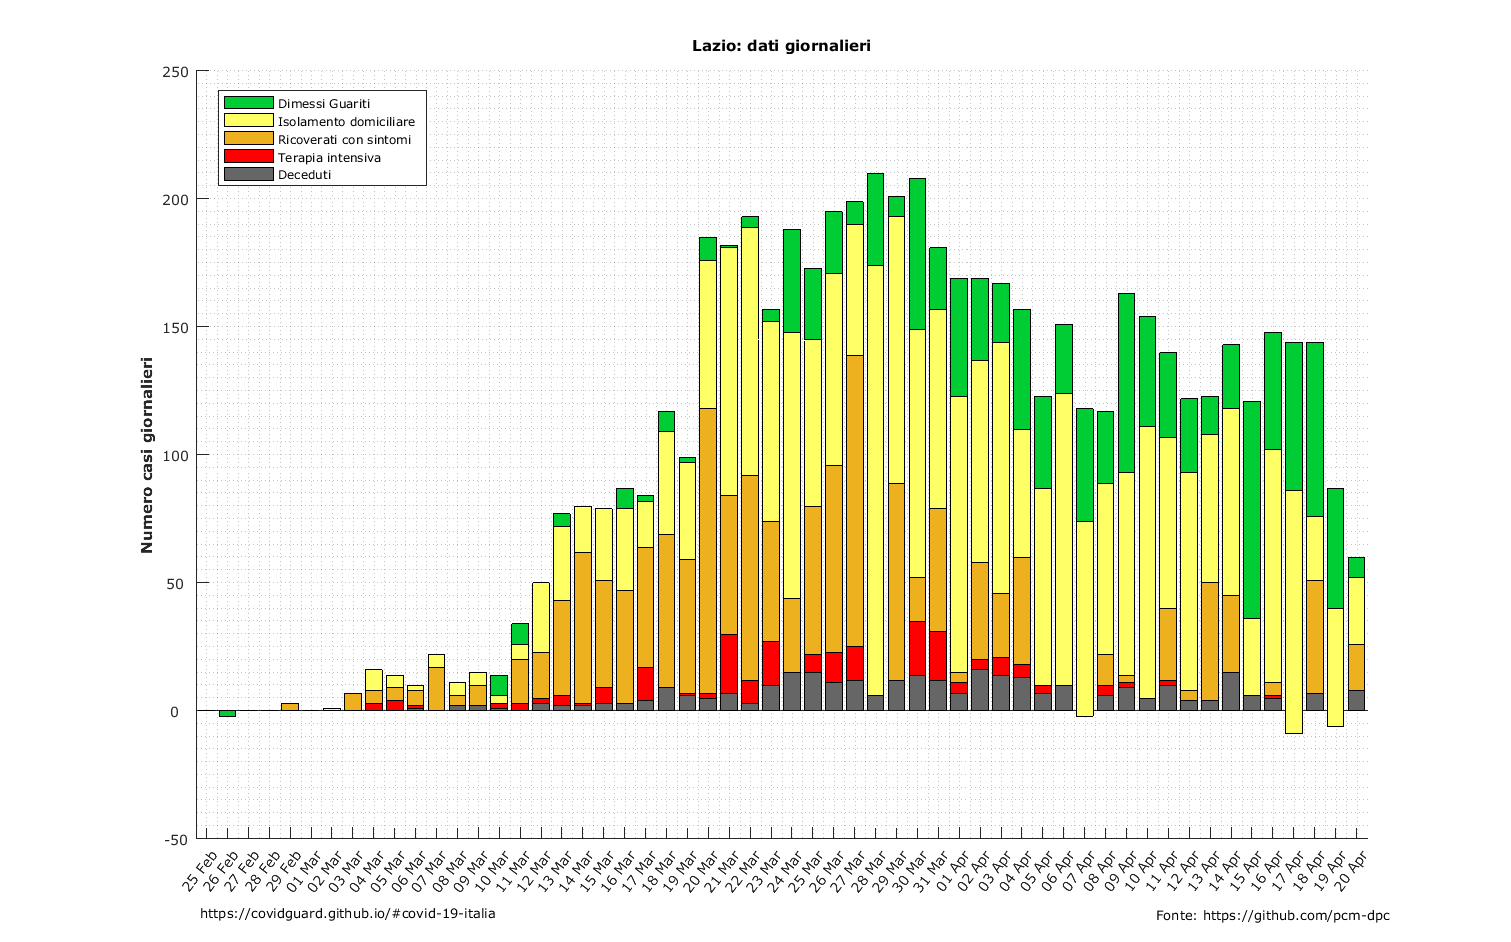 Lazio: dati giornalieri
250
200
150
100
50
0
-50
Numero casi giornalieri
Dimessi Guariti
Isolamento domiciliare
Ricoverati con sintomi
Terapia intensiva
Deceduti
25 Feb
26 Feb
27 Feb
28 Feb
29 Feb
01 Mar
02 Mar
03 Mar
04 Mar
05 Mar
06 Mar
07 Mar
08 Mar
09 Mar
10 Mar
11 Mar
12 Mar
13 Mar
14 Mar
15 Mar
16 Mar
17 Mar
18 Mar
19 Mar
20 Mar
21 Mar
22 Mar
23 Mar
24 Mar
25 Mar
26 Mar
27 Mar
28 Mar
29 Mar
30 Mar
31 Mar
01 Apr
02 Apr
03 Apr
04 Apr
05 Apr
06 Apr
07 Apr
08 Apr
09 Apr
10 Apr
11 Apr
12 Apr
13 Apr
14 Apr
15 Apr
16 Apr
17 Apr
18 Apr
19 Apr
20 Apr
https://covidguard.github.io/#covid-19-italia
Fonte: https://github.com/pcm-dpc